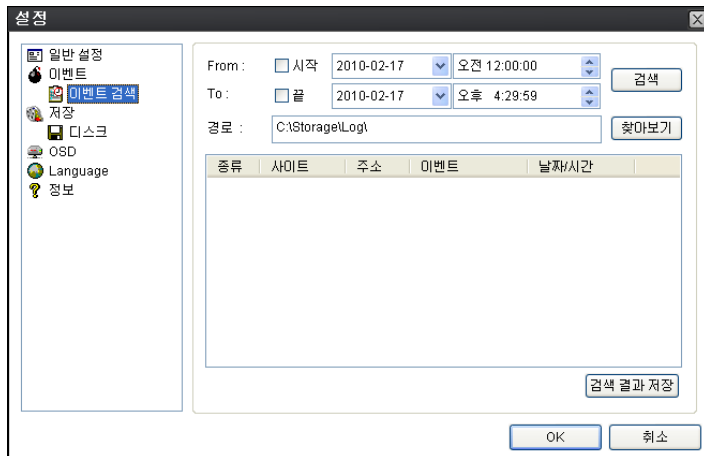 설정
일반 설정
이벤트
이벤트 검색
저장
디스크
OSD
Language
정보
From : 시작 2010-02-17 오전 12:00:00 검색
To : 끝 2010-02-17 오후 4:29:59
경로 : C:\Storage\Log\ 찾아보기
종류 사이트 주소 이벤트 날짜/시간
검색 결과 저장
OK 취소